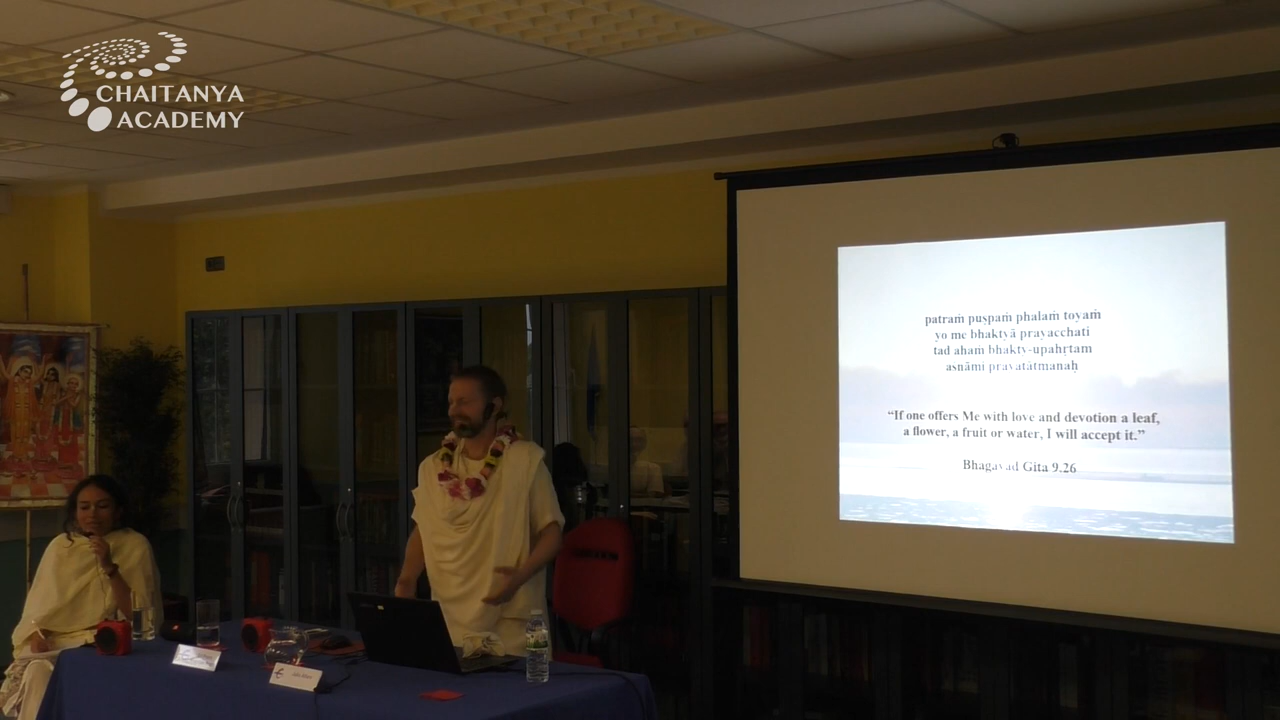 CHAITANYA
ACADEMY
patraṁ puṣpaṁ phalaṁ toyaṁ
yo me bhaktyā prayacchati
tad ahaṁ bhakty-upahṛtam
asnāmi prayatātmanaḥ
“If one offers Me with love and devotion a leaf,
a flower, a fruit or water, I will accept it.”
Bhagavad Gita 9.26